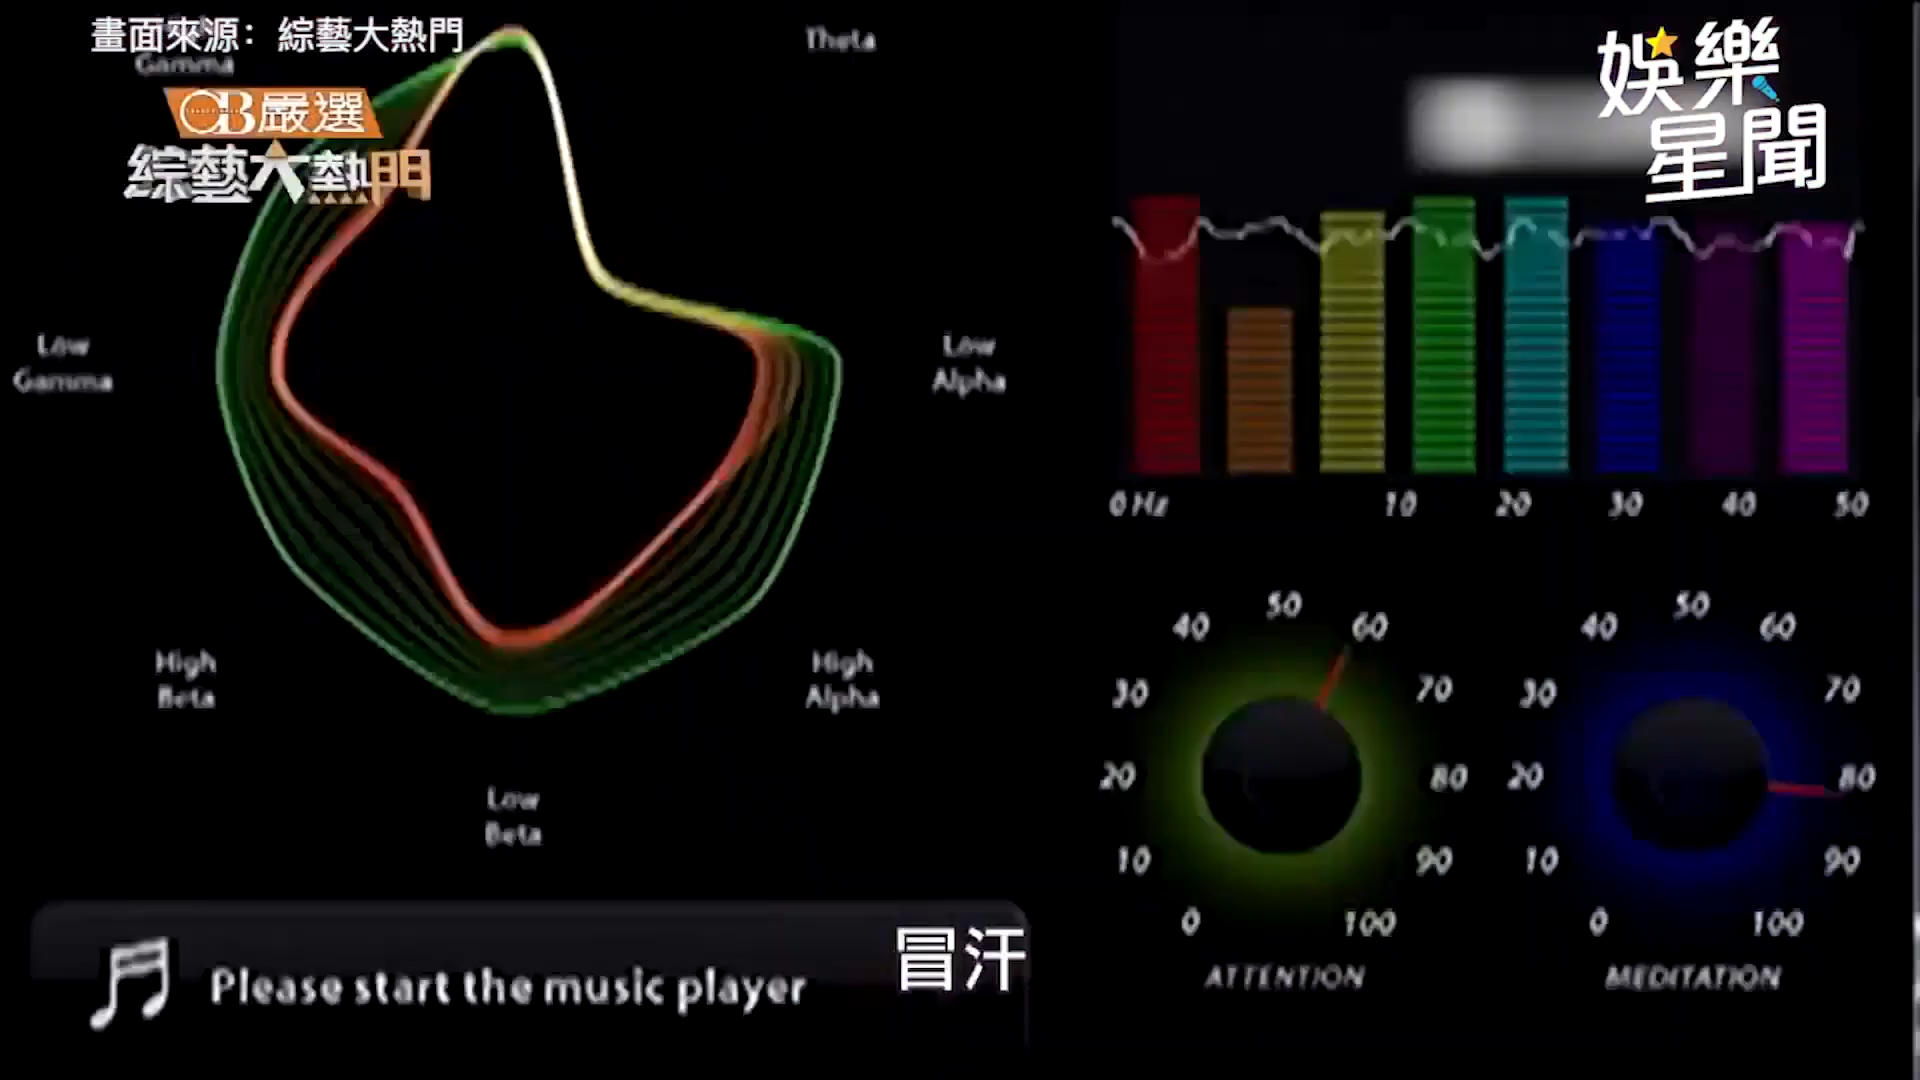 畫面來源：綜藝大熱門
Gamma
CB嚴選
綜藝大熱門
Theta
娛樂
星聞
Low
Gamma
Low
Alpha
High
Beta
High
Alpha
Low
Beta
0 Hz 10 20 30 40 50
0 10 20 30 40 50 60 70 80 90 100
ATTENTION
0 10 20 30 40 50 60 70 80 90 100
MEDITATION
Please start the music player
冒汗